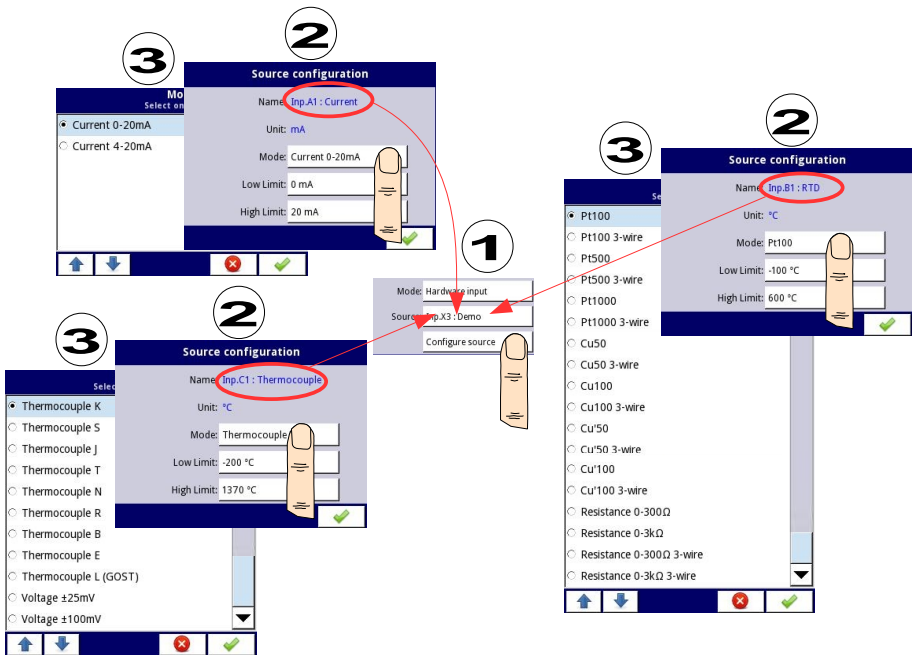 2
3
Source configuration
Mo
Select on
Name: Inp.A1 : Current
Current 0-20mA
Unit: mA
Current 4-20mA
Mode: Current 0-20mA
Low Limit: 0 mA
High Limit: 20 mA
2
3
Source configuration
Se
Name: Inp.B1 : RTD
Pt100
Unit: °C
Pt100 3-wire
Mode: Pt100
Pt500
Low Limit: -100 °C
Pt500 3-wire
High Limit: 600 °C
Pt1000
Pt1000 3-wire
Cu50
Cu50 3-wire
Cu100
Cu100 3-wire
Cu'50
Cu'50 3-wire
Cu'100
Cu'100 3-wire
Resistance 0-300Ω
Resistance 0-3kΩ
Resistance 0-300Ω 3-wire
Resistance 0-3kΩ 3-wire
1
Mode: Hardware input
Source: Inp.X3 : Demo
Configure source
2
3
Source configuration
Selec
Name: Inp.C1 : Thermocouple
Unit: °C
Mode: Thermocouple
Low Limit: -200 °C
High Limit: 1370 °C
Thermocouple K
Thermocouple S
Thermocouple J
Thermocouple T
Thermocouple N
Thermocouple R
Thermocouple B
Thermocouple E
Thermocouple L (GOST)
Voltage ±25mV
Voltage ±100mV